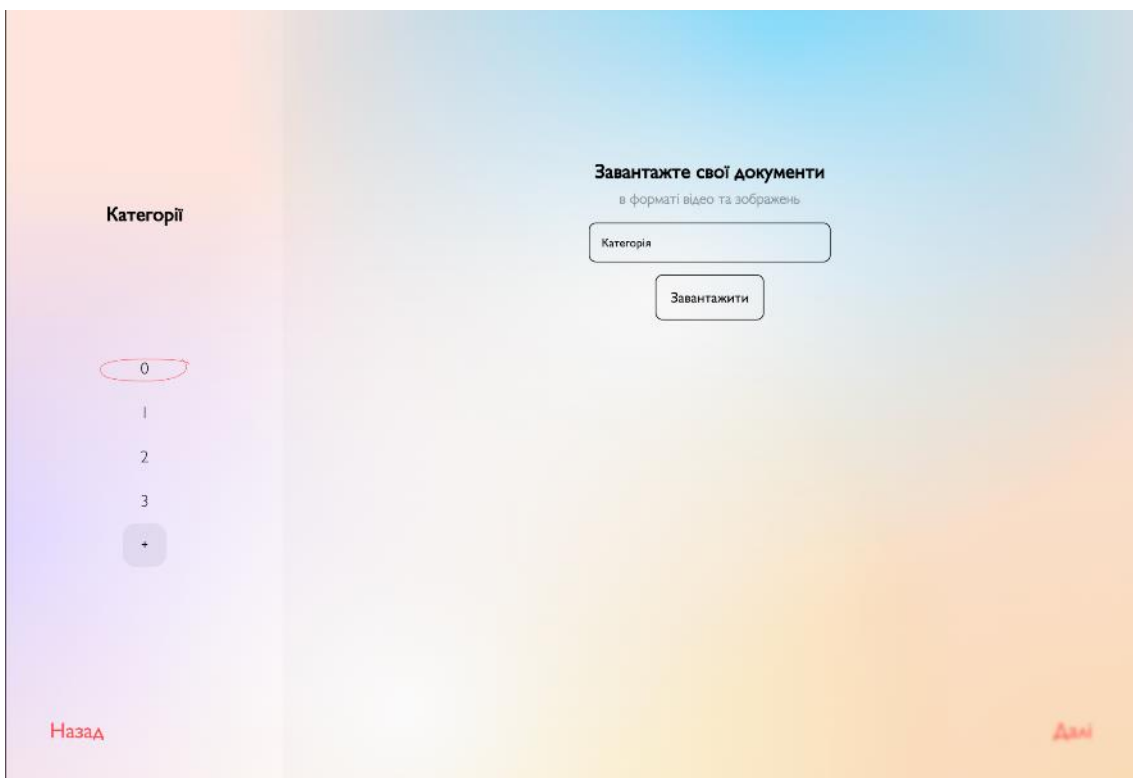 Категорії
0
1
2
3
+
Завантажте свої документи
в форматі відео та зображень
Категорія
Завантажити
Назад
Далі